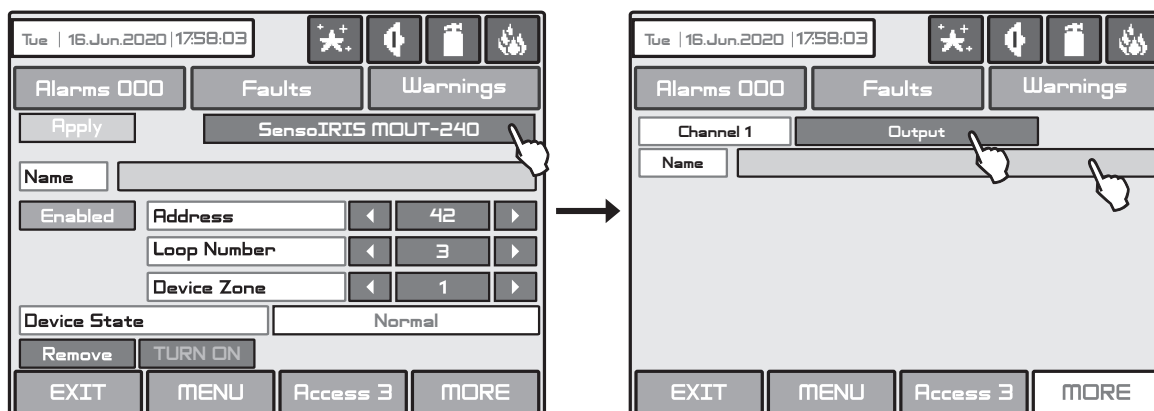 Tue | 16.Jun.2020 | 17:58:03
Alarms 000 Faults Warnings
Apply SensoIRIS MOUT-240
Name
Enabled Address 42
Loop Number 3
Device Zone 1
Device State Normal
Remove TURN ON
EXIT MENU Access 3 MORE
Tue | 16.Jun.2020 | 17:58:03
Alarms 000 Faults Warnings
Channel 1 Output
Name
EXIT MENU Access 3 MORE